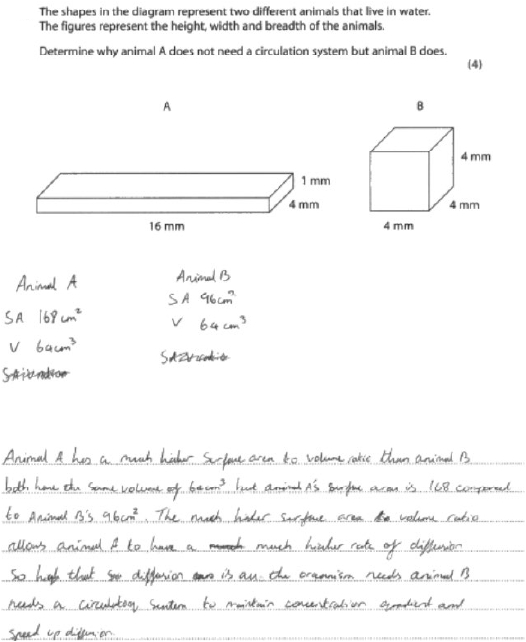 The shapes in the diagram represent two different animals that live in water.
The figures represent the height, width and breadth of the animals.
Determine why animal A does not need a circulation system but animal B does.
(4)
A
B
1 mm
4 mm
16 mm
4 mm
4 mm
4 mm
Animal A
Animal B
SA 168 cm²
SA 96cm²
V 64cm³
V 64 cm³
Animal A has a much higher surface area to volume ratio than animal B
both have the same volume of 64cm³ but animal A's surface area is 168 compared
to Animal B's 96cm². The much higher surface area to volume ratio
allows animal A to have a much higher rate of diffusion
So high that diffusion is all the organism needs animal B
needs a circulatory system to maintain concentration gradient and
speed up diffusion.